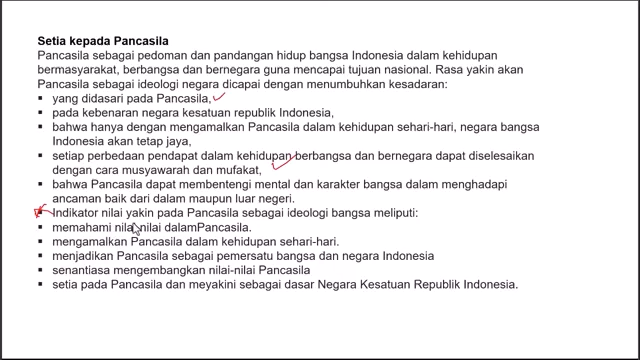 Setia kepada Pancasila
Pancasila sebagai pedoman dan pandangan hidup bangsa Indonesia dalam kehidupan
bermasyarakat, berbangsa dan bernegara guna mencapai tujuan nasional. Rasa yakin akan
Pancasila sebagai ideologi negara dicapai dengan menumbuhkan kesadaran:
▪ yang didasari pada Pancasila,
▪ pada kebenaran negara kesatuan republik Indonesia,
▪ bahwa hanya dengan mengamalkan Pancasila dalam kehidupan sehari-hari, negara bangsa
Indonesia akan tetap jaya,
▪ setiap perbedaan pendapat dalam kehidupan berbangsa dan bernegara dapat diselesaikan
dengan cara musyawarah dan mufakat,
▪ bahwa Pancasila dapat membentengi mental dan karakter bangsa dalam menghadapi
ancaman baik dari dalam maupun luar negeri.
▪ Indikator nilai yakin pada Pancasila sebagai ideologi bangsa meliputi:
▪ memahami nilai-nilai dalamPancasila.
▪ mengamalkan Pancasila dalam kehidupan sehari-hari.
▪ menjadikan Pancasila sebagai pemersatu bangsa dan negara Indonesia
▪ senantiasa mengembangkan nilai-nilai Pancasila
▪ setia pada Pancasila dan meyakini sebagai dasar Negara Kesatuan Republik Indonesia.